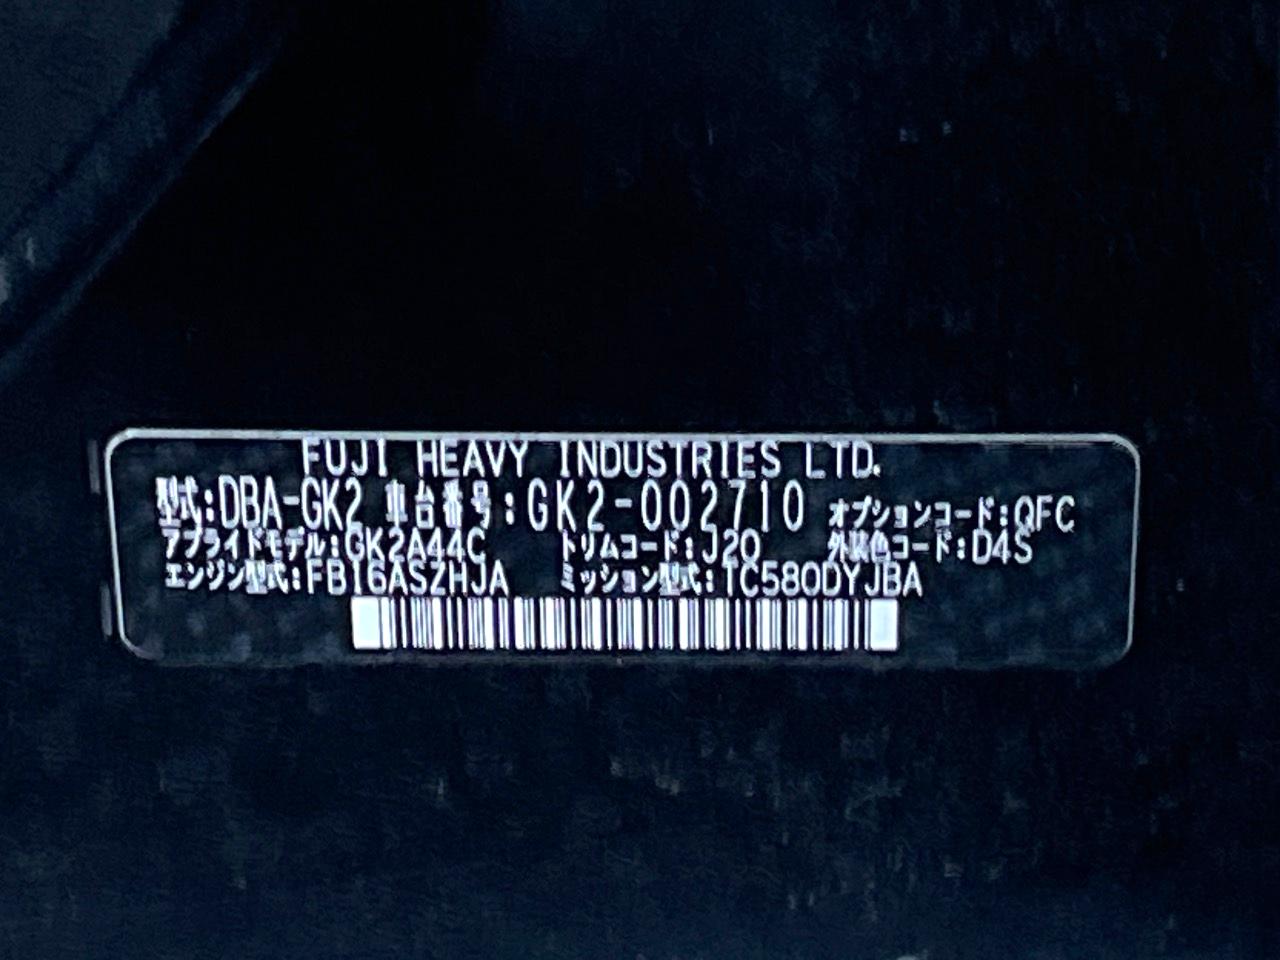 FUJI HEAVY INDUSTRIES LTD.
型式:DBA-GK2 車台番号:GK2-002710 オプションコード:QFC
アプライドモデル:GK2A44C トリムコード:J20 外装色コード:D4S
エンジン型式:FB16ASZHJA ミッション型式:TC580DYJBA